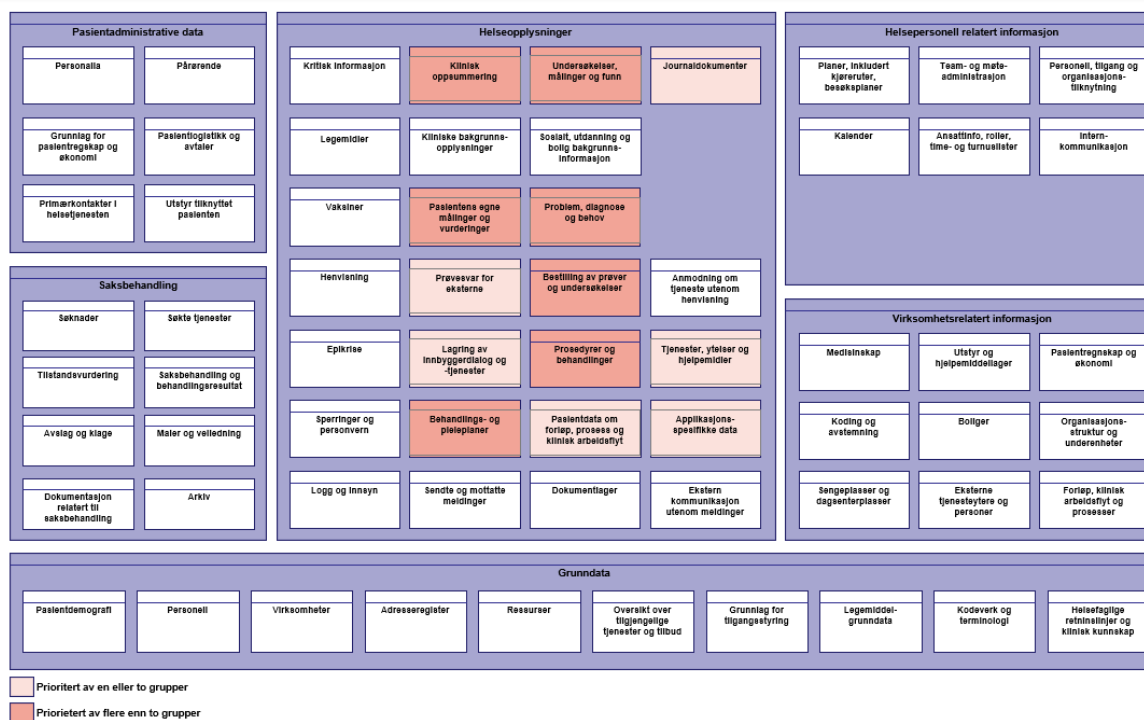 Pasientadministrative data
Personalia
Pårørende
Grunnlag for
pasientregskap og
økonomi
Pasientlogistikk og
avtaler
Primærkontakter i
helsetjenesten
Utstyr tilknyttet
pasienten
Saksbehandling
Søknader
Søkte tjenester
Tilstandsvurdering
Saksbehandling og
behandlingsresultat
Avslag og klage
Maler og veiledning
Dokumentasjon
relatert til
saksbehandling
Arkiv
Helseopplysninger
Kritisk informasjon
Klinisk
oppsummering
Undersøkelser,
målinger og funn
Journaldokumenter
Legemidler
Kliniske bakgrunns-
opplysninger
Sosialt, utdanning og
bolig bakgrunns-
informasjon
Vaksiner
Pasientens egne
målinger og
vurderinger
Problem, diagnose
og behov
Henvisning
Prøvesvar for
eksterne
Bestilling av prøver
og undersøkelser
Anmodning om
tjeneste utenom
henvisning
Epikrise
Lagring av
innbyggerdialog og
-tjenester
Prosedyrer og
behandlinger
Tjenester, ytelser og
hjelpemidler
Sperringer og
personvern
Behandlings- og
pleieplaner
Pasientdata om
forløp, prosess og
klinisk arbeidsflyt
Applikasjons-
spesifikke data
Logg og innsyn
Sendte og mottatte
meldinger
Dokumentlager
Ekstern
kommunikasjon
utenom meldinger
Helsepersonell relatert informasjon
Planer, inkludert
kjøreruter,
besøksplaner
Team- og møte-
administrasjon
Personell, tilgang og
organisasjons-
tilknytning
Kalender
Ansattinfo, roller,
time- og turnuslister
Intern-
kommunikasjon
Virksomhetsrelatert informasjon
Medisinskap
Utstyr og
hjelpemiddellager
Pasientregnskap og
økonomi
Koding og
avstemning
Boliger
Organisasjons-
struktur og
underenheter
Sengeplasser og
dagsenterplasser
Eksterne
tjenesteytere og
personer
Forløp, klinisk
arbeidsflyt og
prosesser
Grunndata
Pasientdemografi
Personell
Virksomheter
Adresseregister
Ressurser
Oversikt over
tilgjengelige
tjenester og tilbud
Grunnlag for
tilgangsstyring
Legemiddel-
grunndata
Kodeverk og
terminologi
Helsefaglige
retninslinjer og
klinisk kunnskap
Prioritert av en eller to grupper
Priorietert av flere enn to grupper